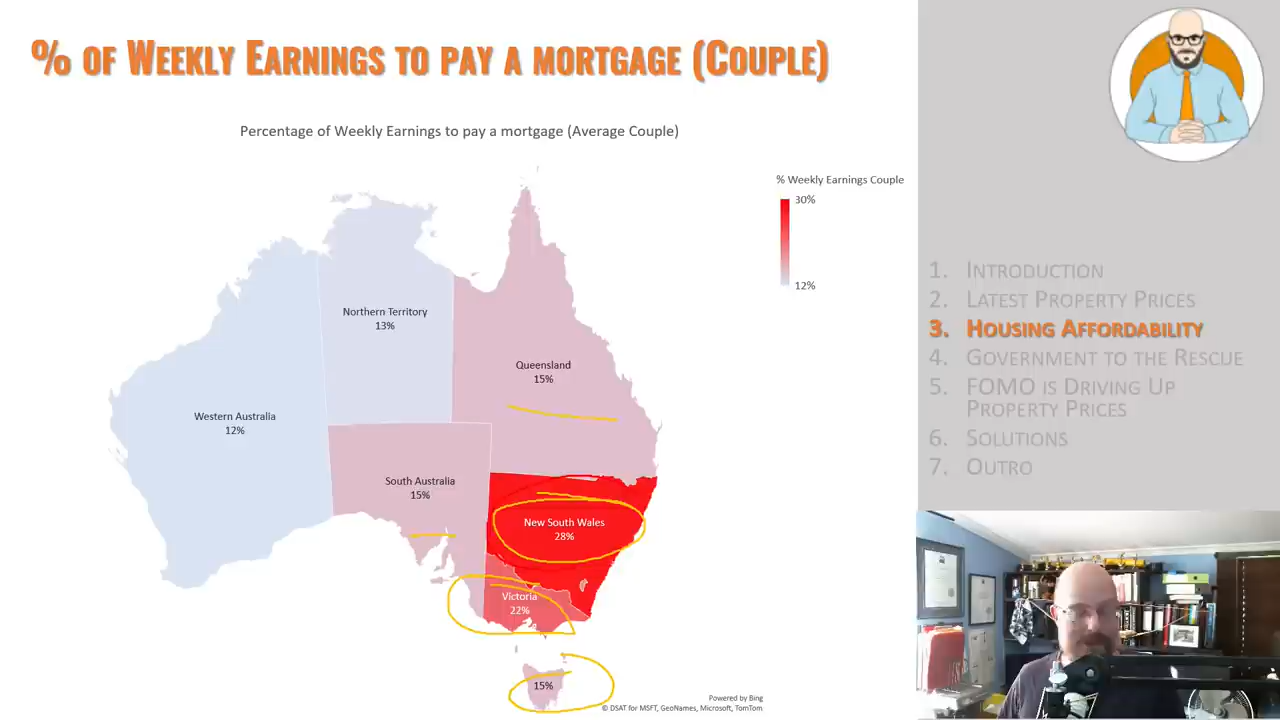 % of Weekly Earnings to pay a mortgage (Couple)
Percentage of Weekly Earnings to pay a mortgage (Average Couple)
% Weekly Earnings Couple
30%
12%
Northern Territory
13%
Queensland
15%
Western Australia
12%
South Australia
15%
New South Wales
28%
Victoria
22%
15%
Powered by Bing
© DSAT for MSFT, GeoNames, Microsoft, TomTom
1. Introduction
2. Latest Property Prices
3. Housing Affordability
4. Government to the Rescue
5. FOMO is Driving Up
Property Prices
6. Solutions
7. Outro